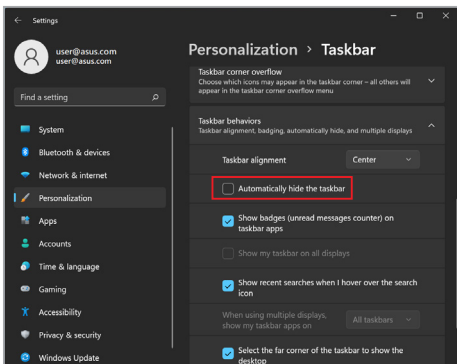 Settings
user@asus.com
user@asus.com
Find a setting
System
Bluetooth & devices
Network & internet
Personalization
Apps
Accounts
Time & language
Gaming
Accessibility
Privacy & security
Windows Update
Personalization > Taskbar
Taskbar corner overflow
Choose which icons may appear in the taskbar corner – all others will
appear in the taskbar corner overflow menu
Taskbar behaviors
Taskbar alignment, badging, automatically hide, and multiple displays
Taskbar alignment
Center
Automatically hide the taskbar
Show badges (unread messages counter) on
taskbar apps
Show my taskbar on all displays
Show recent searches when I hover over the search
icon
When using multiple displays,
show my taskbar apps on
All taskbars
Select the far corner of the taskbar to show the
desktop